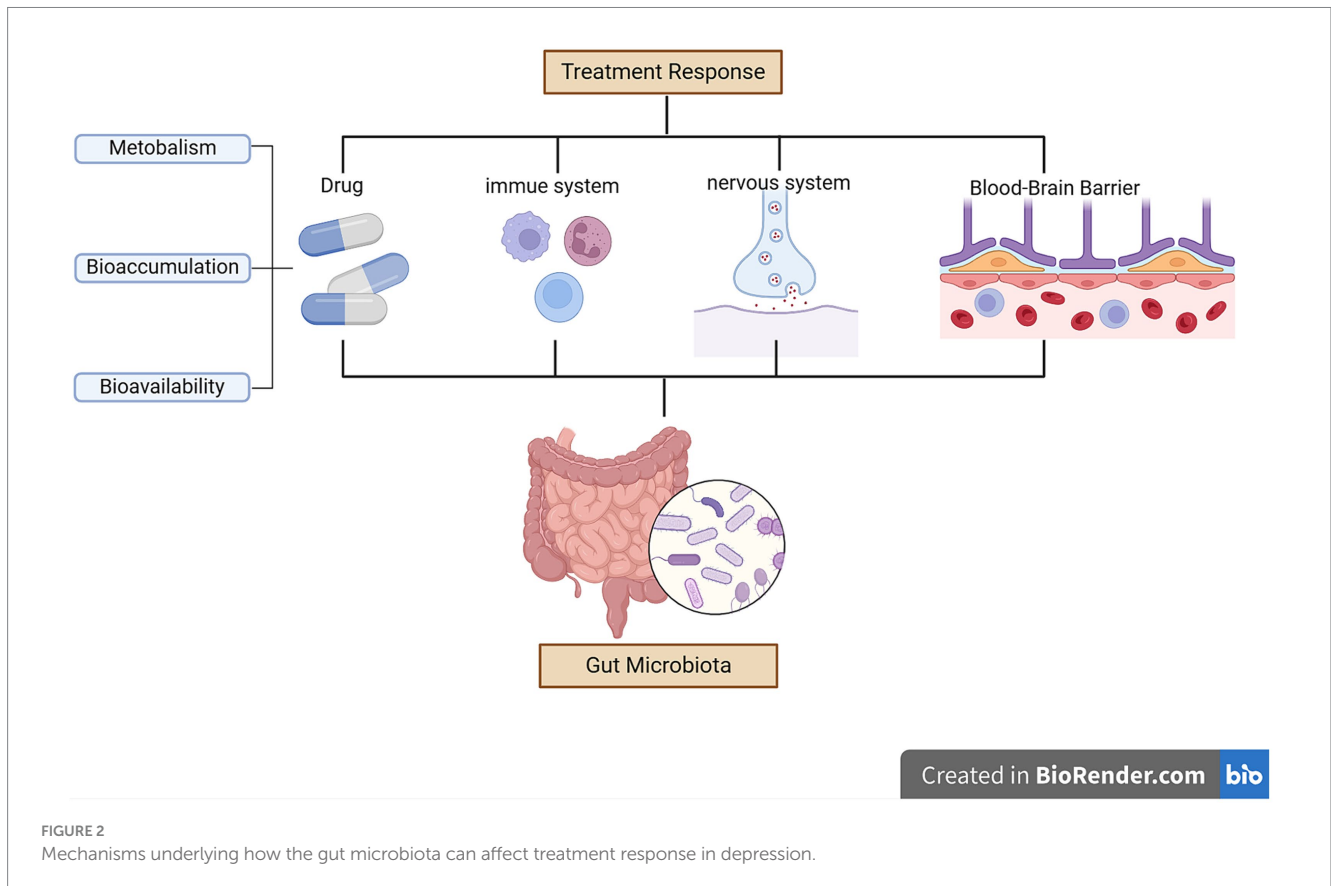 Treatment Response
Metobalism
Drug
immue system
nervous system
Blood-Brain Barrier
Bioaccumulation
Bioavailability
Gut Microbiota
Created in BioRender.com bio
FIGURE 2
Mechanisms underlying how the gut microbiota can affect treatment response in depression.